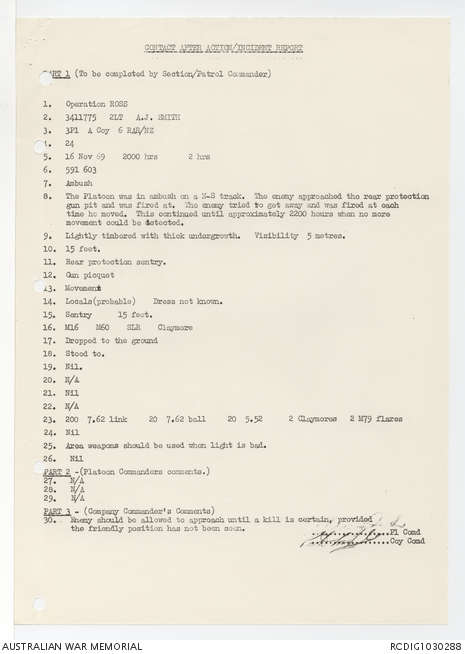 CONTACT AFTER ACTION/INCIDENT REPORT
PART 1 (To be completed by Section/Patrol Commander)
1. Operation ROSS
2. 3411775 2LT A.J. SMITH
3. 3Pl A Coy 6 RAR/NZ
4. 24
5. 16 Nov 69 2000 hrs 2 hrs
6. 591 603
7. Ambush
8. The Platoon was in ambush on a N-S track. The enemy approached the rear protection
gun pit and was fired at. The enemy tried to get away and was fired at each
time he moved. This continued until approximately 2200 hours when no more
movement could be detected.
9. Lightly timbered with thick undergrowth. Visibility 5 metres.
10. 15 feet.
11. Rear protection sentry.
12. Gun picquet
13. Movement
14. Locals(probable) Dress not known.
15. Sentry 15 feet.
16. M16 M60 SLR Claymore
17. Dropped to the ground
18. Stood to.
19. Nil.
20. N/A
21. Nil
22. N/A
23. 200 7.62 link 20 7.62 ball 20 5.52 2 Claymores 2 M79 flares
24. Nil
25. Area weapons should be used when light is bad.
26. Nil
PART 2 -(Platoon Commanders comments.)
27. N/A
28. N/A
29. N/A
PART 3 - (Company Commander's Comments)
30. Enemy should be allowed to approach until a kill is certain, provided
the friendly position has not been seen.
Pl Comd
Coy Comd
AUSTRALIAN WAR MEMORIAL
RCDIG1030288